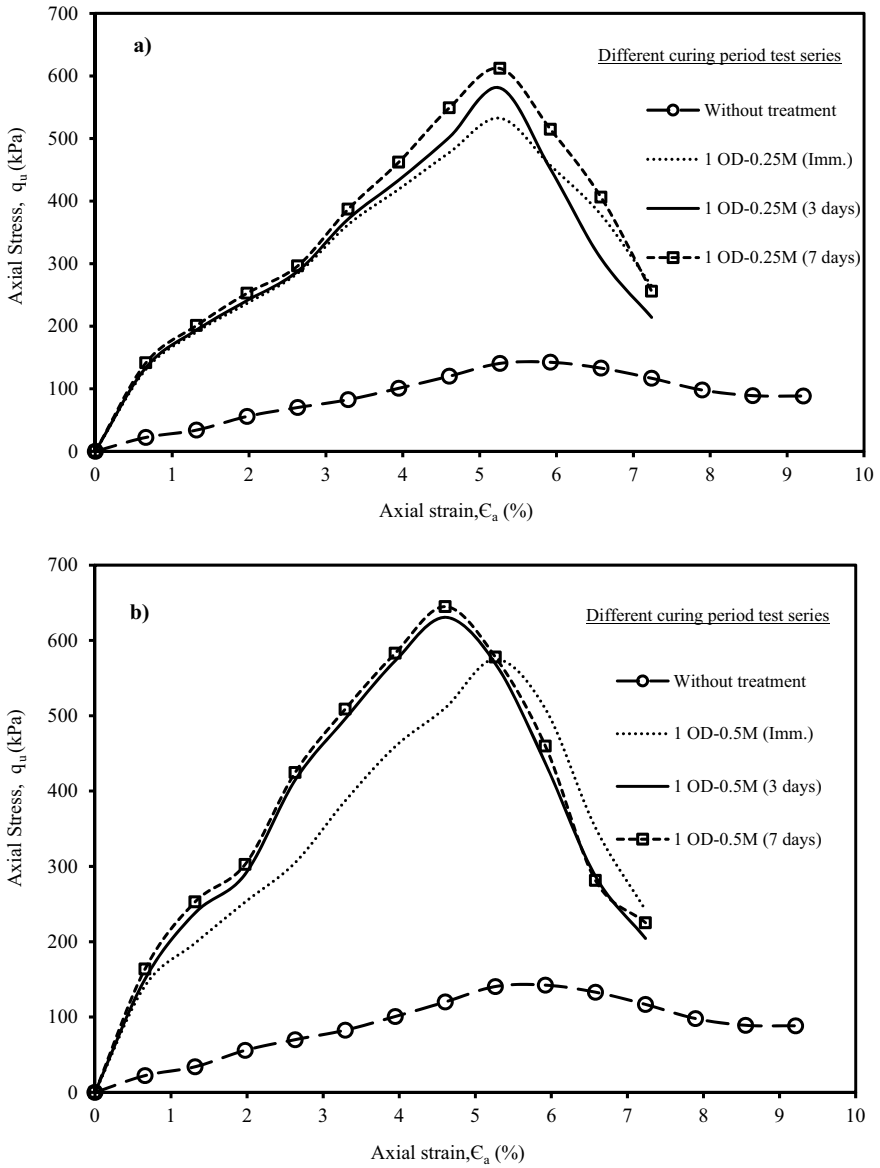 a)
Different curing period test series
Without treatment
1 OD-0.25M (Imm.)
1 OD-0.25M (3 days)
1 OD-0.25M (7 days)
Axial Stress, qu (kPa)
700
600
500
400
300
200
100
0
0 1 2 3 4 5 6 7 8 9 10
Axial strain,Єa (%)
b)
Different curing period test series
Without treatment
1 OD-0.5M (Imm.)
1 OD-0.5M (3 days)
1 OD-0.5M (7 days)
Axial Stress, qu (kPa)
700
600
500
400
300
200
100
0
0 1 2 3 4 5 6 7 8 9 10
Axial strain,Єa (%)